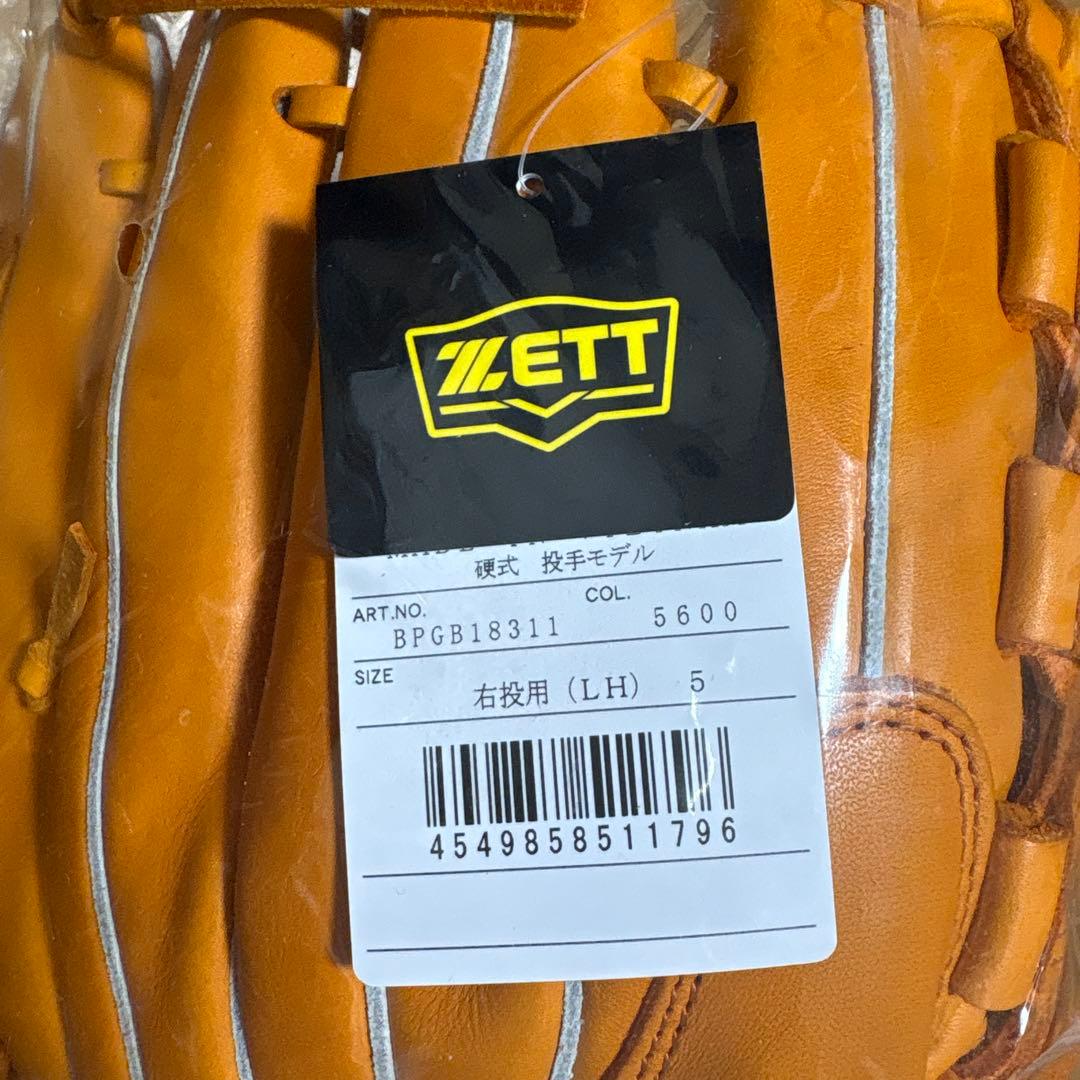 ZETT
硬式 投手モデル
ART.NO. COL.
BPGB18311 5600
SIZE
右投用(LH) 5
4549858511796